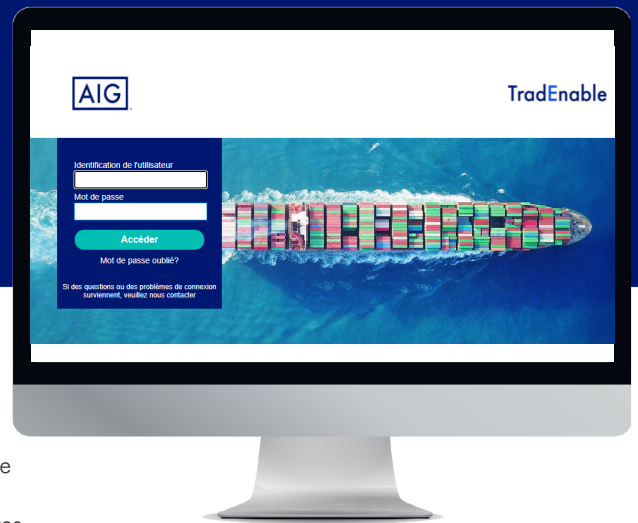 AIG
TradEnable
Identification de l'utilisateur
Mot de passe
Accéder
Mot de passe oublié?
Si des questions ou des problèmes de connexion
surviennent, veuillez nous contacter
e